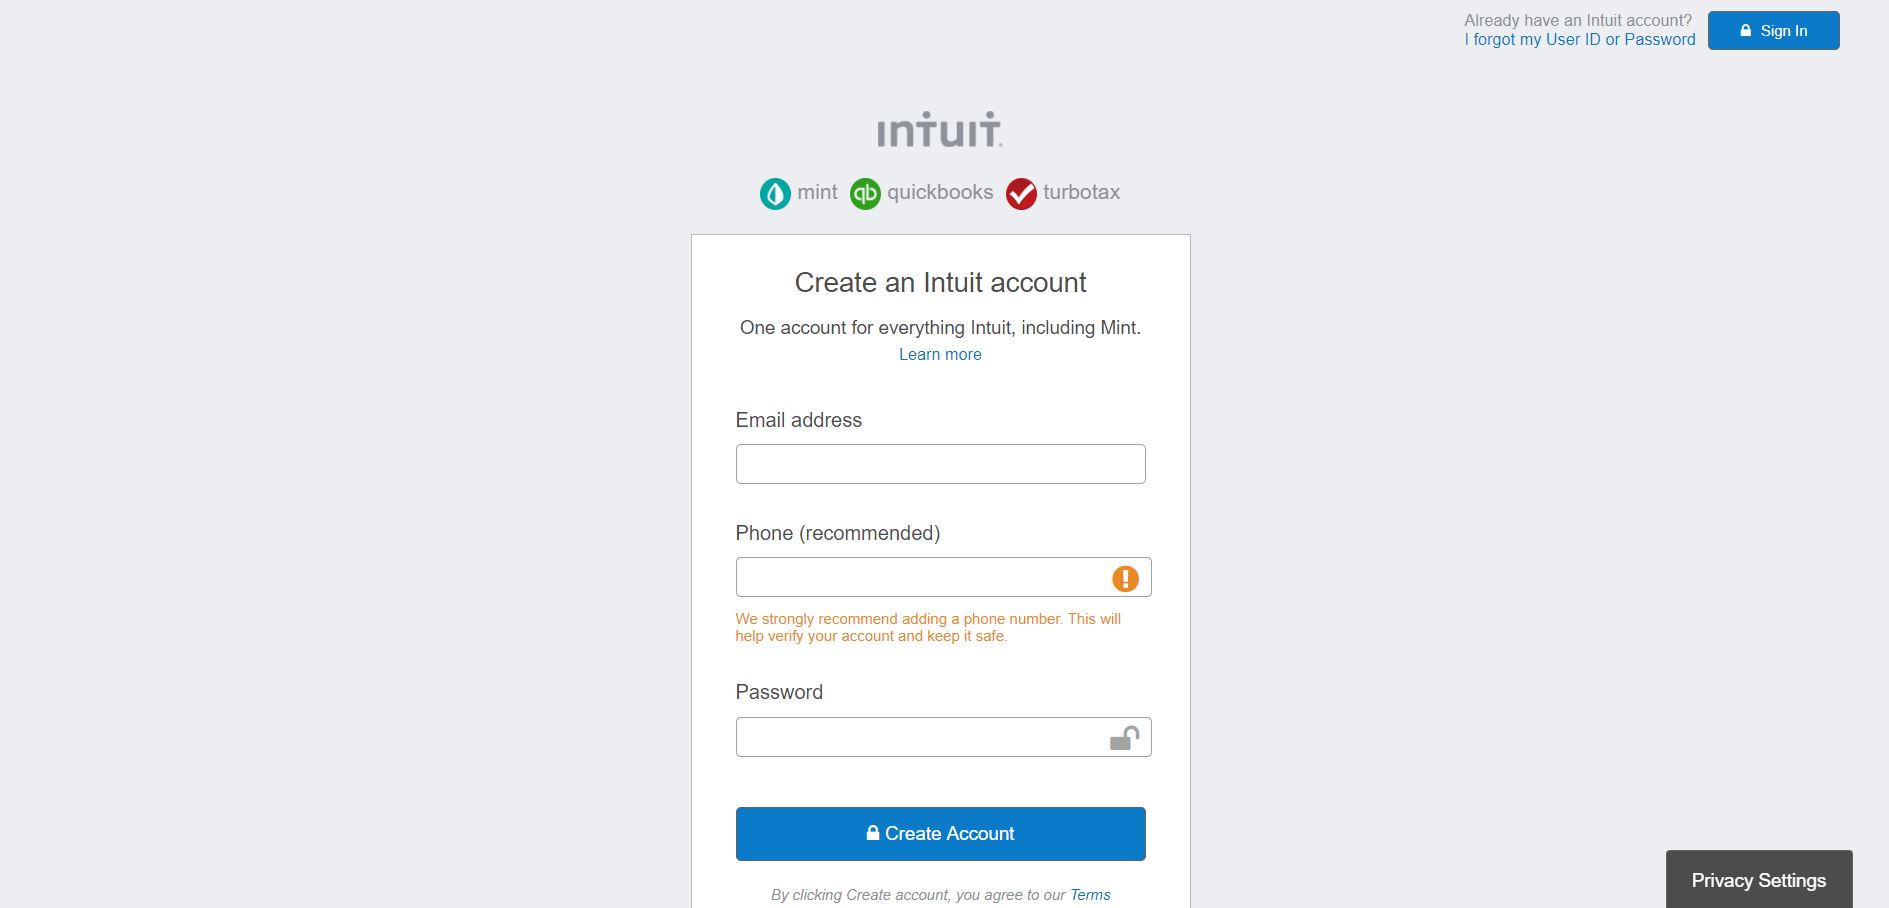 Already have an Intuit account?
I forgot my User ID or Password
Sign In
intuit.
mint qb quickbooks turbotax
Create an Intuit account
One account for everything Intuit, including Mint.
Learn more
Email address
Phone (recommended)
We strongly recommend adding a phone number. This will
help verify your account and keep it safe.
Password
Create Account
By clicking Create account, you agree to our Terms
Privacy Settings